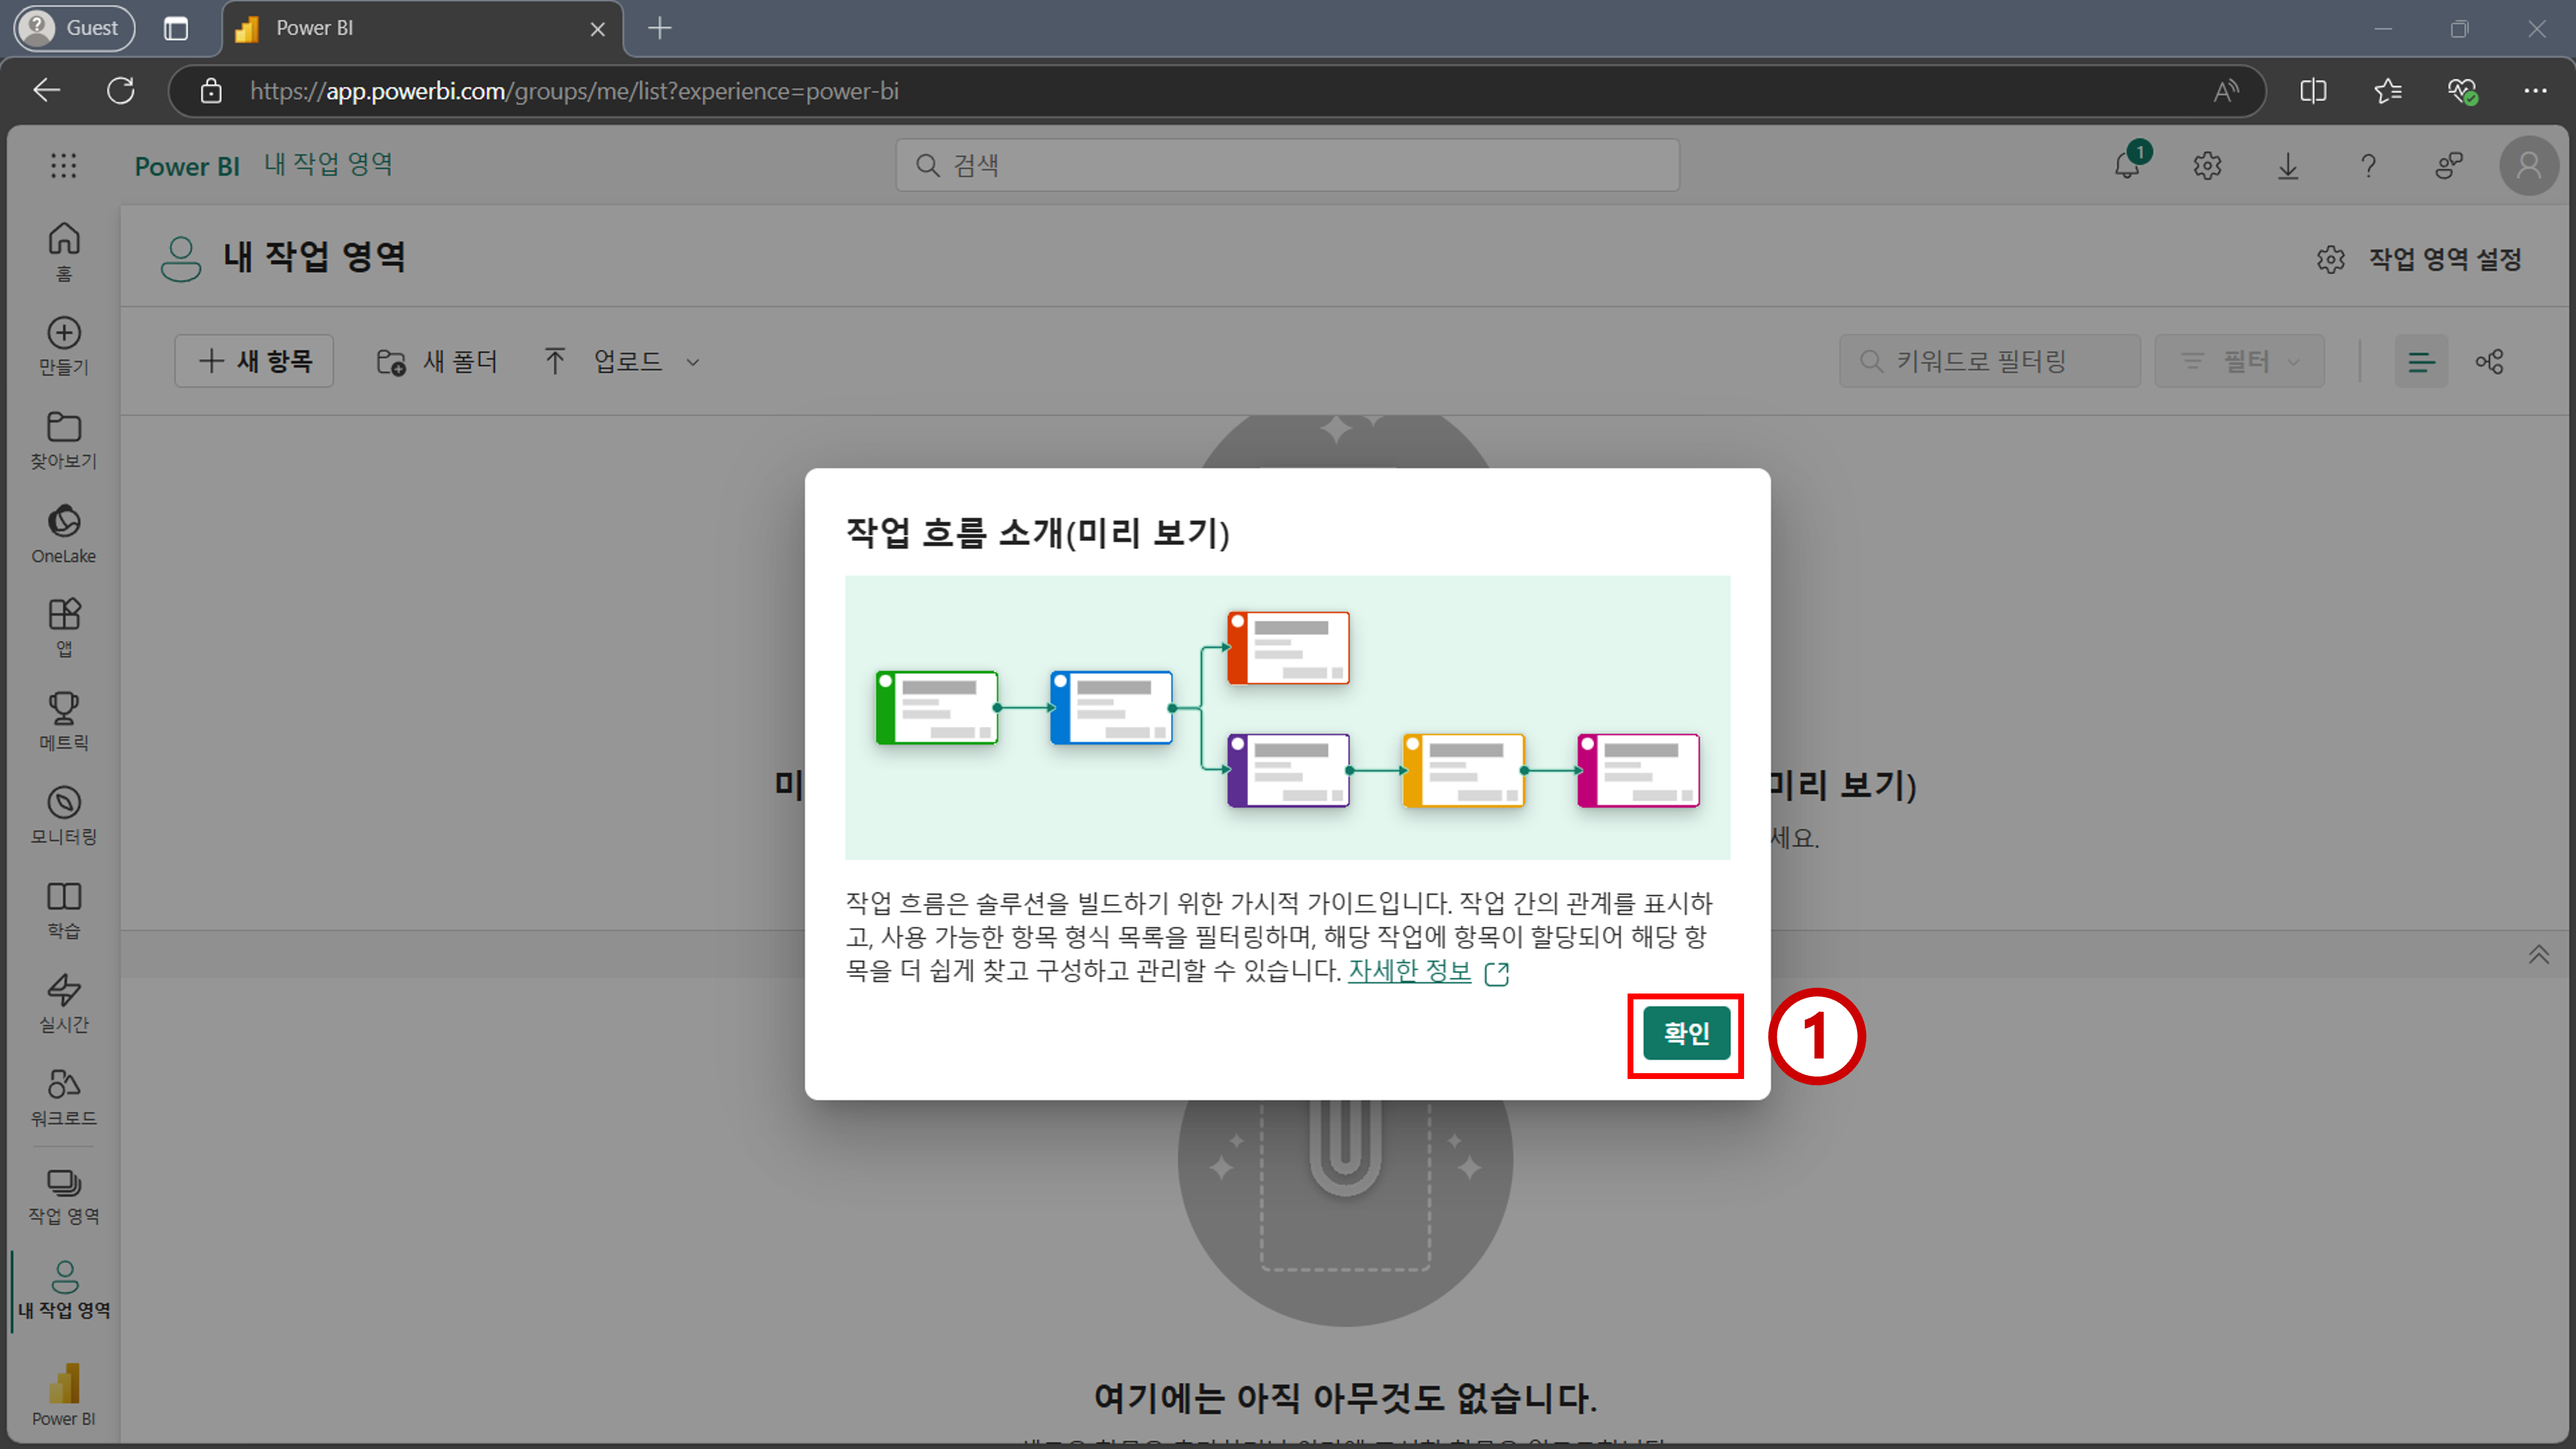 Guest
Power BI
https://app.powerbi.com/groups/me/list?experience=power-bi
Power BI 내 작업 영역
검색
1
내 작업 영역
작업 영역 설정
새 항목
새 폴더
업로드
키워드로 필터링
필터
홈
만들기
찾아보기
OneLake
앱
메트릭
모니터링
학습
실시간
워크로드
작업 영역
내 작업 영역
Power BI
작업 흐름 소개(미리 보기)
미
미리 보기)
세요.
작업 흐름은 솔루션을 빌드하기 위한 가시적 가이드입니다. 작업 간의 관계를 표시하
고, 사용 가능한 항목 형식 목록을 필터링하며, 해당 작업에 항목이 할당되어 해당 항
목을 더 쉽게 찾고 구성하고 관리할 수 있습니다. 자세한 정보
확인
1
여기에는 아직 아무것도 없습니다.